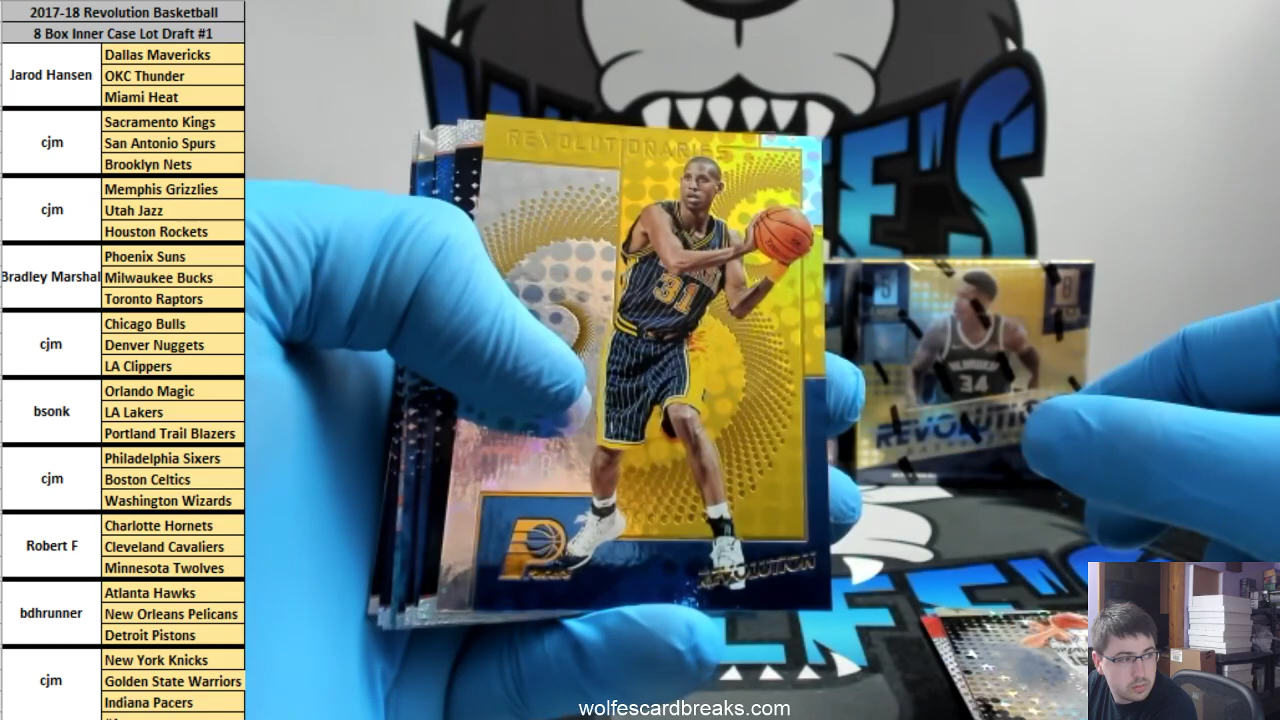 2017-18 Revolution Basketball
8 Box Inner Case Lot Draft #1
Jarod Hansen
Dallas Mavericks
OKC Thunder
Miami Heat
cjm
Sacramento Kings
San Antonio Spurs
Brooklyn Nets
cjm
Memphis Grizzlies
Utah Jazz
Houston Rockets
Bradley Marshal
Phoenix Suns
Milwaukee Bucks
Toronto Raptors
cjm
Chicago Bulls
Denver Nuggets
LA Clippers
bsonk
Orlando Magic
LA Lakers
Portland Trail Blazers
cjm
Philadelphia Sixers
Boston Celtics
Washington Wizards
Robert F
Charlotte Hornets
Cleveland Cavaliers
Minnesota Twolves
bdhrunner
Atlanta Hawks
New Orleans Pelicans
Detroit Pistons
cjm
New York Knicks
Golden State Warriors
Indiana Pacers
REVOLUTIONARIES
31
PACERS
REVOLUTION
34
REVOLUTIO
wolfescardbreaks.com